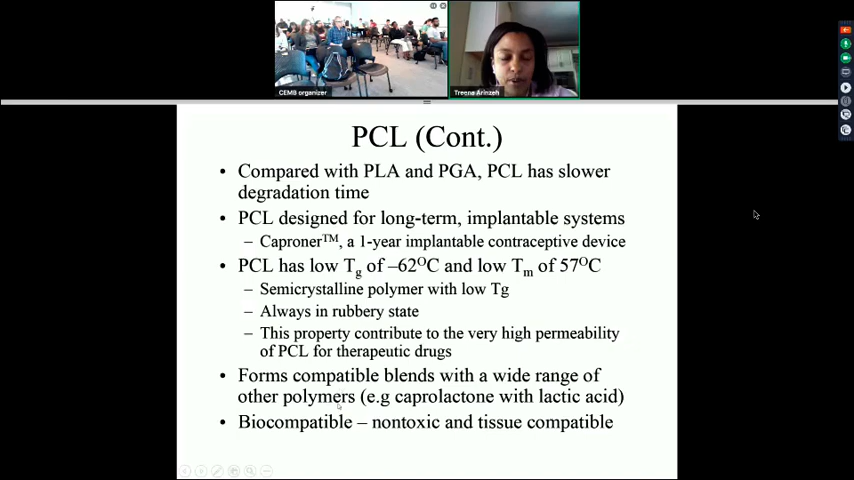 CEMB organizer
Treena Arinzeh
PCL (Cont.)
• Compared with PLA and PGA, PCL has slower
degradation time
• PCL designed for long-term, implantable systems
– Caproner™, a 1-year implantable contraceptive device
• PCL has low Tg of –62OC and low Tm of 57OC
– Semicrystalline polymer with low Tg
– Always in rubbery state
– This property contribute to the very high permeability
of PCL for therapeutic drugs
• Forms compatible blends with a wide range of
other polymers (e.g caprolactone with lactic acid)
• Biocompatible – nontoxic and tissue compatible